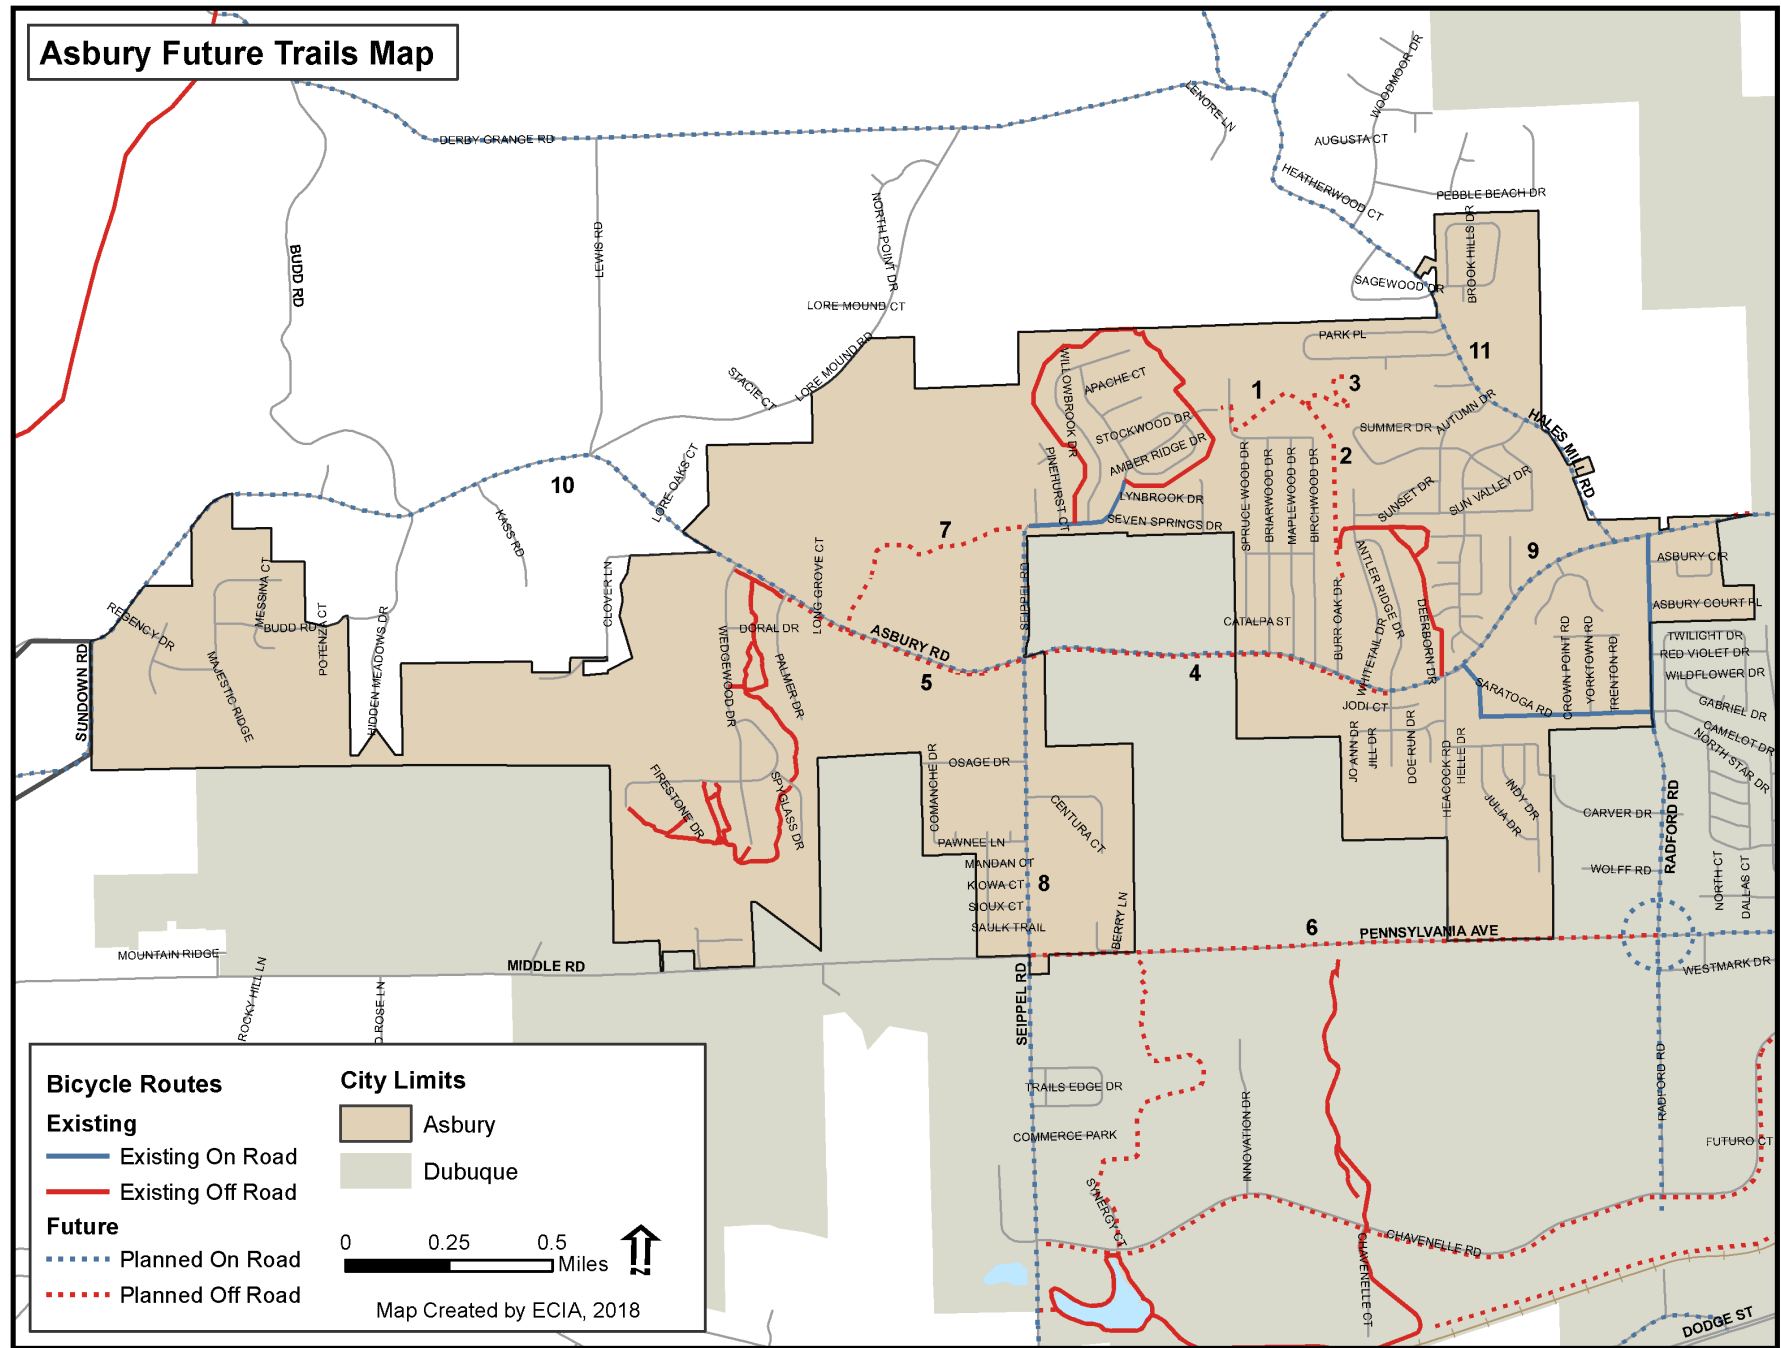 Asbury Future Trails Map
DERBY GRANGE RD
LENORE LN
WOODMOOR DR
AUGUSTA CT
HEATHERWOOD CT
PEBBLE BEACH DR
BUDD RD
LEWIS RD
NORTH POINT DR
LORE MOUND CT
SAGEWOOD DR
BROOK HILLS DR
PARK PL
11
STACIE CT
LORE MOUND RD
WILLOWBROOK DR
APACHE CT
1
3
STOCKWOOD DR
AMBER RIDGE DR
SUMMER DR
AUTUMN DR
HALES MILL RD
2
PINEHURST CT
LYNBROOK DR
SEVEN SPRINGS DR
SPRUCE WOOD DR
BRIARWOOD DR
MAPLEWOOD DR
BIRCHWOOD DR
SUNSET DR
SUN VALLEY DR
10
LORE OAKS CT
KASS RD
7
9
LONG GROVE CT
CLOVER LN
SEIPPEL RD
ANTLER RIDGE DR
ASBURY CIR
ASBURY COURT PL
REGENCY DR
MESSINA CT
BUDD RD
POTENZA CT
HIDDEN MEADOWS DR
MAJESTIC RIDGE
SUNDOWN RD
WEDGEWOOD DR
DORAL DR
PALMER DR
ASBURY RD
5
4
CATALPA ST
BURR OAK DR
WHITETAIL DR
DEERBORN DR
JODI CT
SARATOGA RD
CROWN POINT RD
YORKTOWN RD
TRENTON RD
TWILIGHT DR
RED VIOLET DR
WILDFLOWER DR
GABRIEL DR
CAMELOT DR
NORTH STAR DR
JO ANN DR
JILL DR
DOE RUN DR
HEACOCK RD
HELLE DR
INDY DR
JULIA DR
CARVER DR
WOLFF RD
RADFORD RD
NORTH CT
DALLAS CT
FIRESTONE DR
SPYGLASS DR
COMANCHE DR
OSAGE DR
CENTURA CT
PAWNEE LN
MANDAN CT
KIOWA CT
SIOUX CT
SAULK TRAIL
8
BERRY LN
6
PENNSYLVANIA AVE
WESTMARK DR
MOUNTAIN RIDGE
MIDDLE RD
ROCKY HILL LN
D ROSE LN
SEIPPEL RD
TRAILS EDGE DR
COMMERCE PARK
INNOVATION DR
RADFORD RD
FUTURO CT
SYNERGY CT
CHAVENELLE RD
CHAVENELLE CT
DODGE ST
Bicycle Routes
Existing
Existing On Road
Existing Off Road
Future
Planned On Road
Planned Off Road
City Limits
Asbury
Dubuque
0 0.25 0.5
Miles
N
Map Created by ECIA, 2018